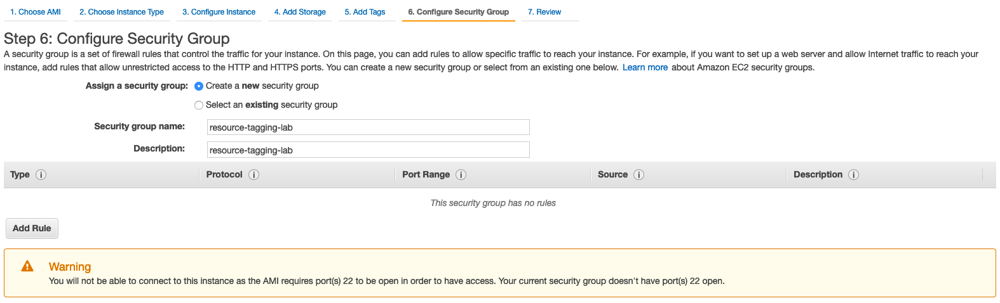 1. Choose AMI 2. Choose Instance Type 3. Configure Instance 4. Add Storage 5. Add Tags 6. Configure Security Group 7. Review
Step 6: Configure Security Group
A security group is a set of firewall rules that control the traffic for your instance. On this page, you can add rules to allow specific traffic to reach your instance. For example, if you want to set up a web server and allow Internet traffic to reach your
instance, add rules that allow unrestricted access to the HTTP and HTTPS ports. You can create a new security group or select from an existing one below. Learn more about Amazon EC2 security groups.
Assign a security group: Create a new security group
Select an existing security group
Security group name: resource-tagging-lab
Description: resource-tagging-lab
Type i Protocol i Port Range i Source i Description i
This security group has no rules
Add Rule
Warning
You will not be able to connect to this instance as the AMI requires port(s) 22 to be open in order to have access. Your current security group doesn't have port(s) 22 open.